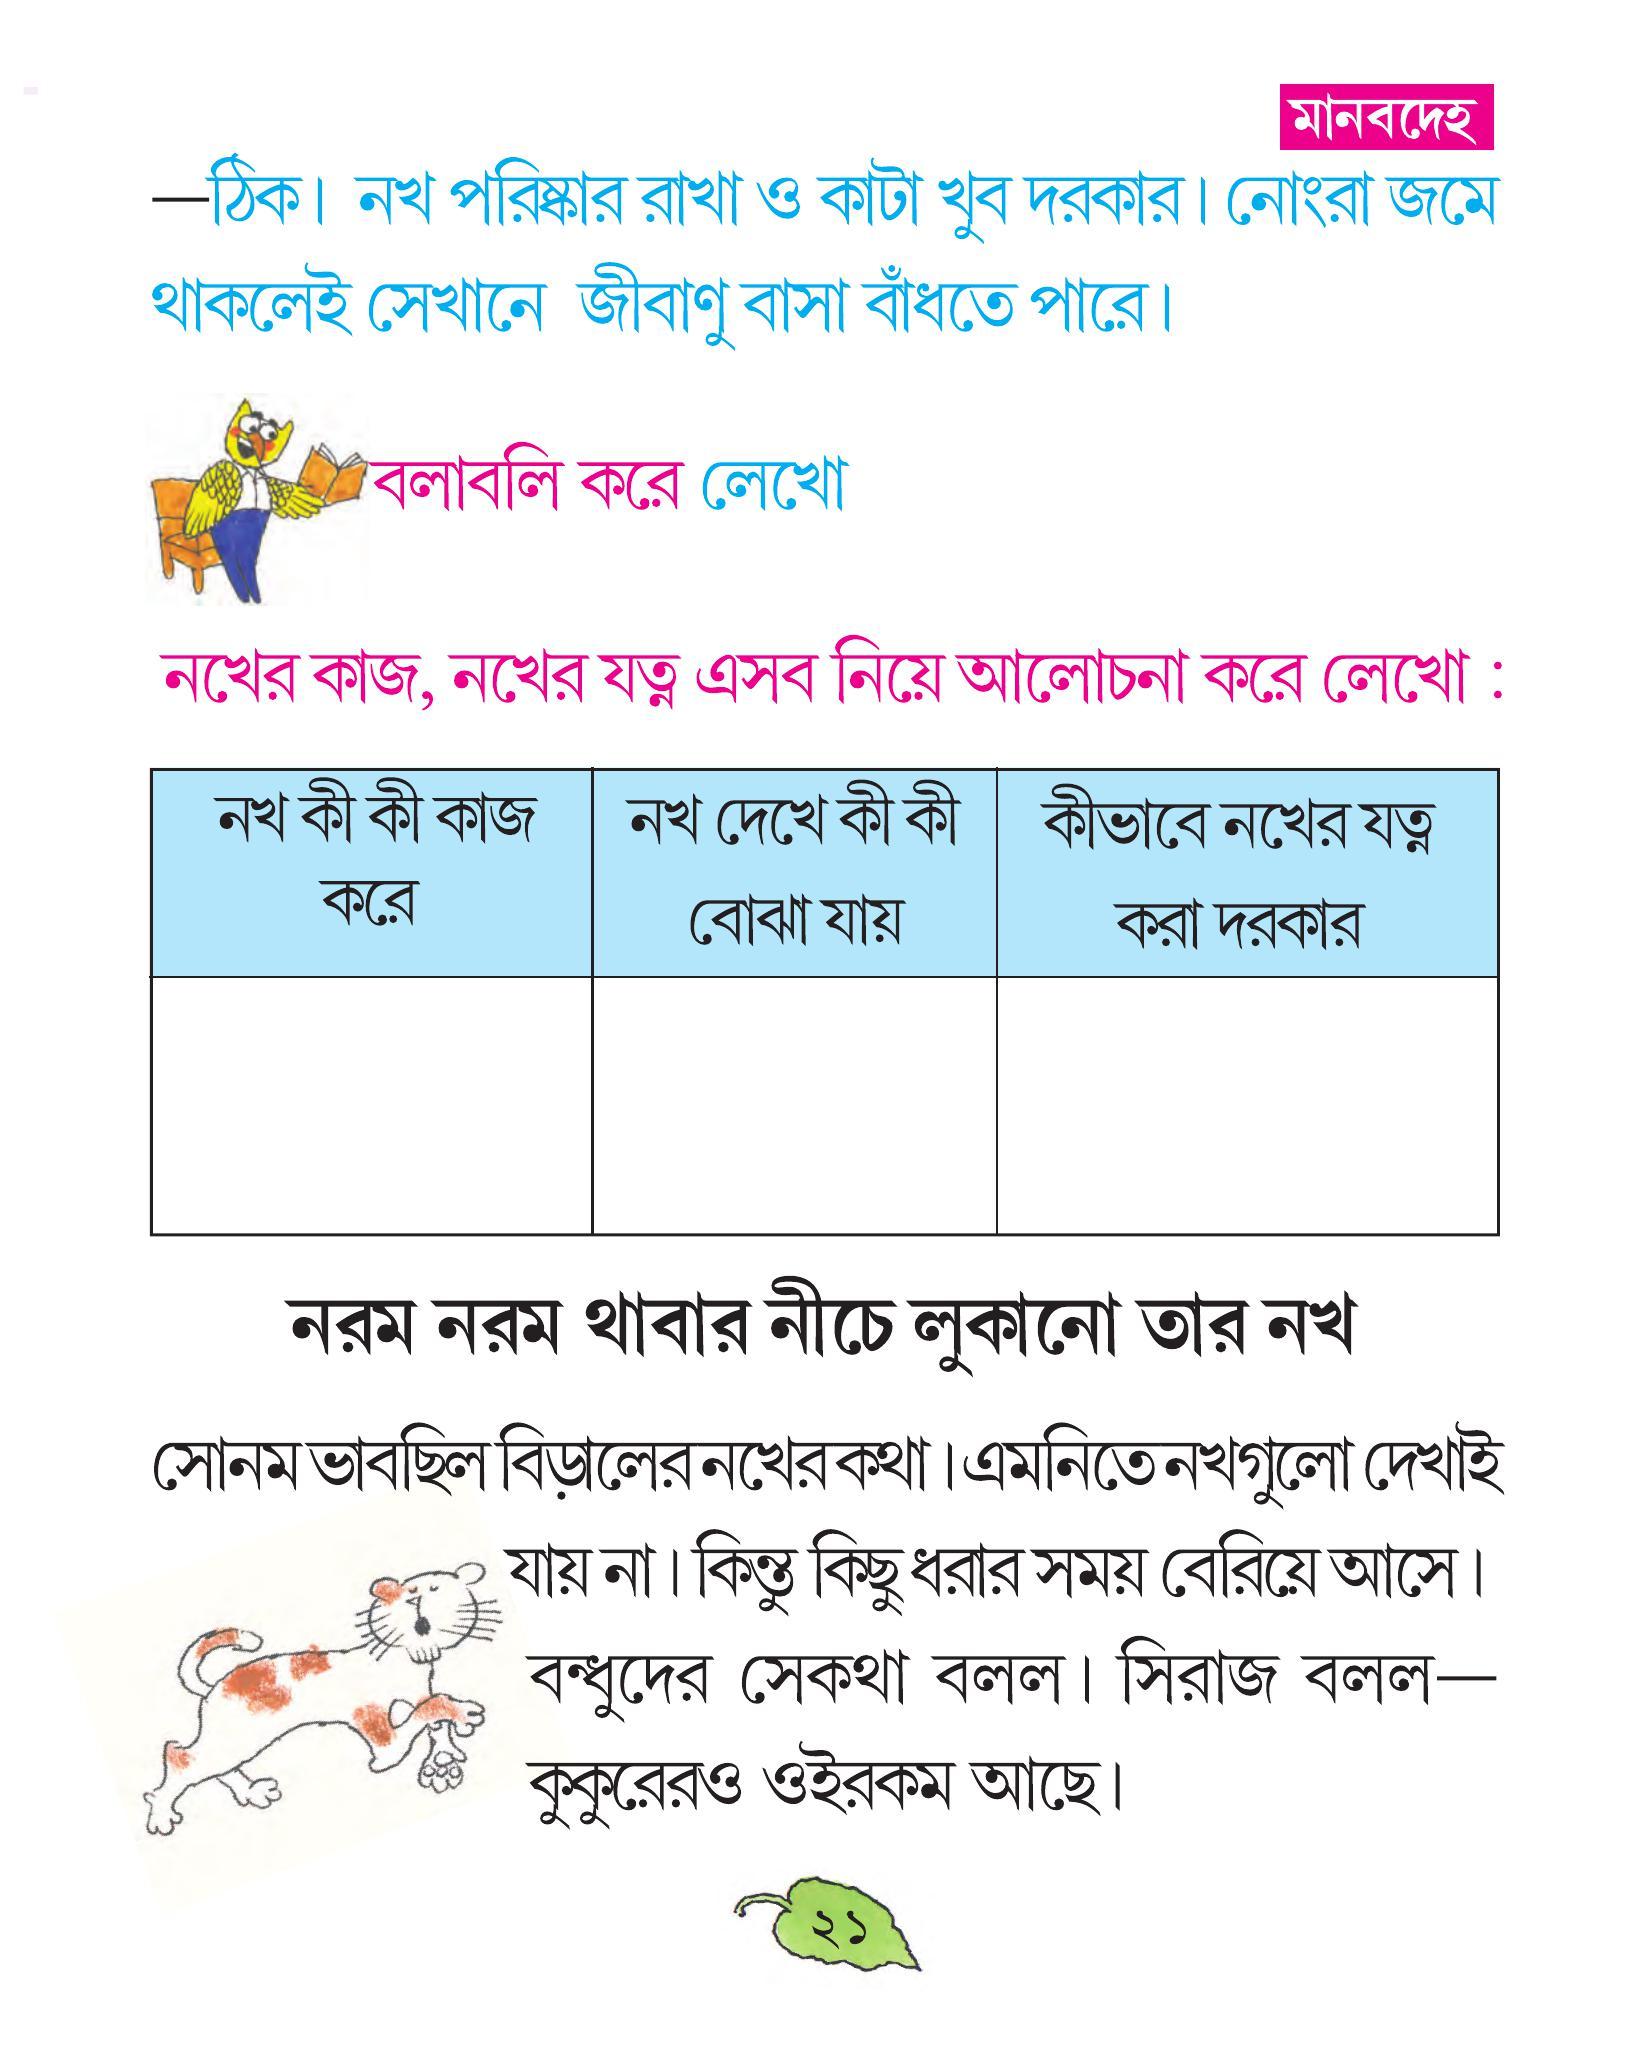 মানবদেহ
—ঠিক। নখ পরিষ্কার রাখা ও কাটা খুব দরকার। নোংরা জমে
থাকলেই সেখানে জীবাণু বাসা বাঁধতে পারে।
বলাবলি করে লেখো
নখের কাজ, নখের যত্ন এসব নিয়ে আলোচনা করে লেখো :
নখ কী কী কাজ
করে
নখ দেখে কী কী
বোঝা যায়
কীভাবে নখের যত্ন
করা দরকার
নরম নরম থাবার নীচে লুকানো তার নখ
সোনম ভাবছিল বিড়ালের নখের কথা। এমনিতে নখগুলো দেখাই
যায় না। কিন্তু কিছু ধরার সময় বেরিয়ে আসে।
বন্ধুদের সেকথা বলল। সিরাজ বলল—
কুকুরেরও ওইরকম আছে।
২১